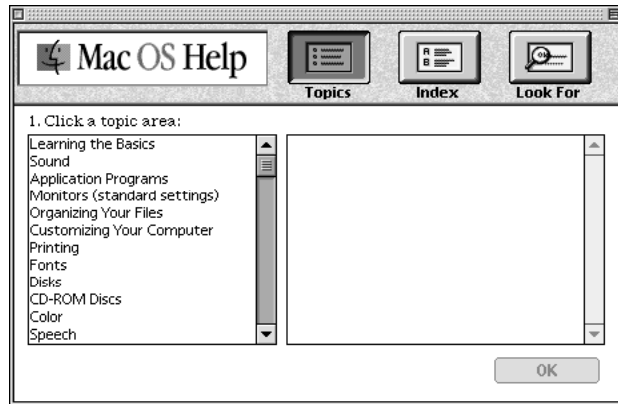 Mac OS Help
Topics
Index
Look For
1. Click a topic area:
Learning the Basics
Sound
Application Programs
Monitors (standard settings)
Organizing Your Files
Customizing Your Computer
Printing
Fonts
Disks
CD-ROM Discs
Color
Speech
OK